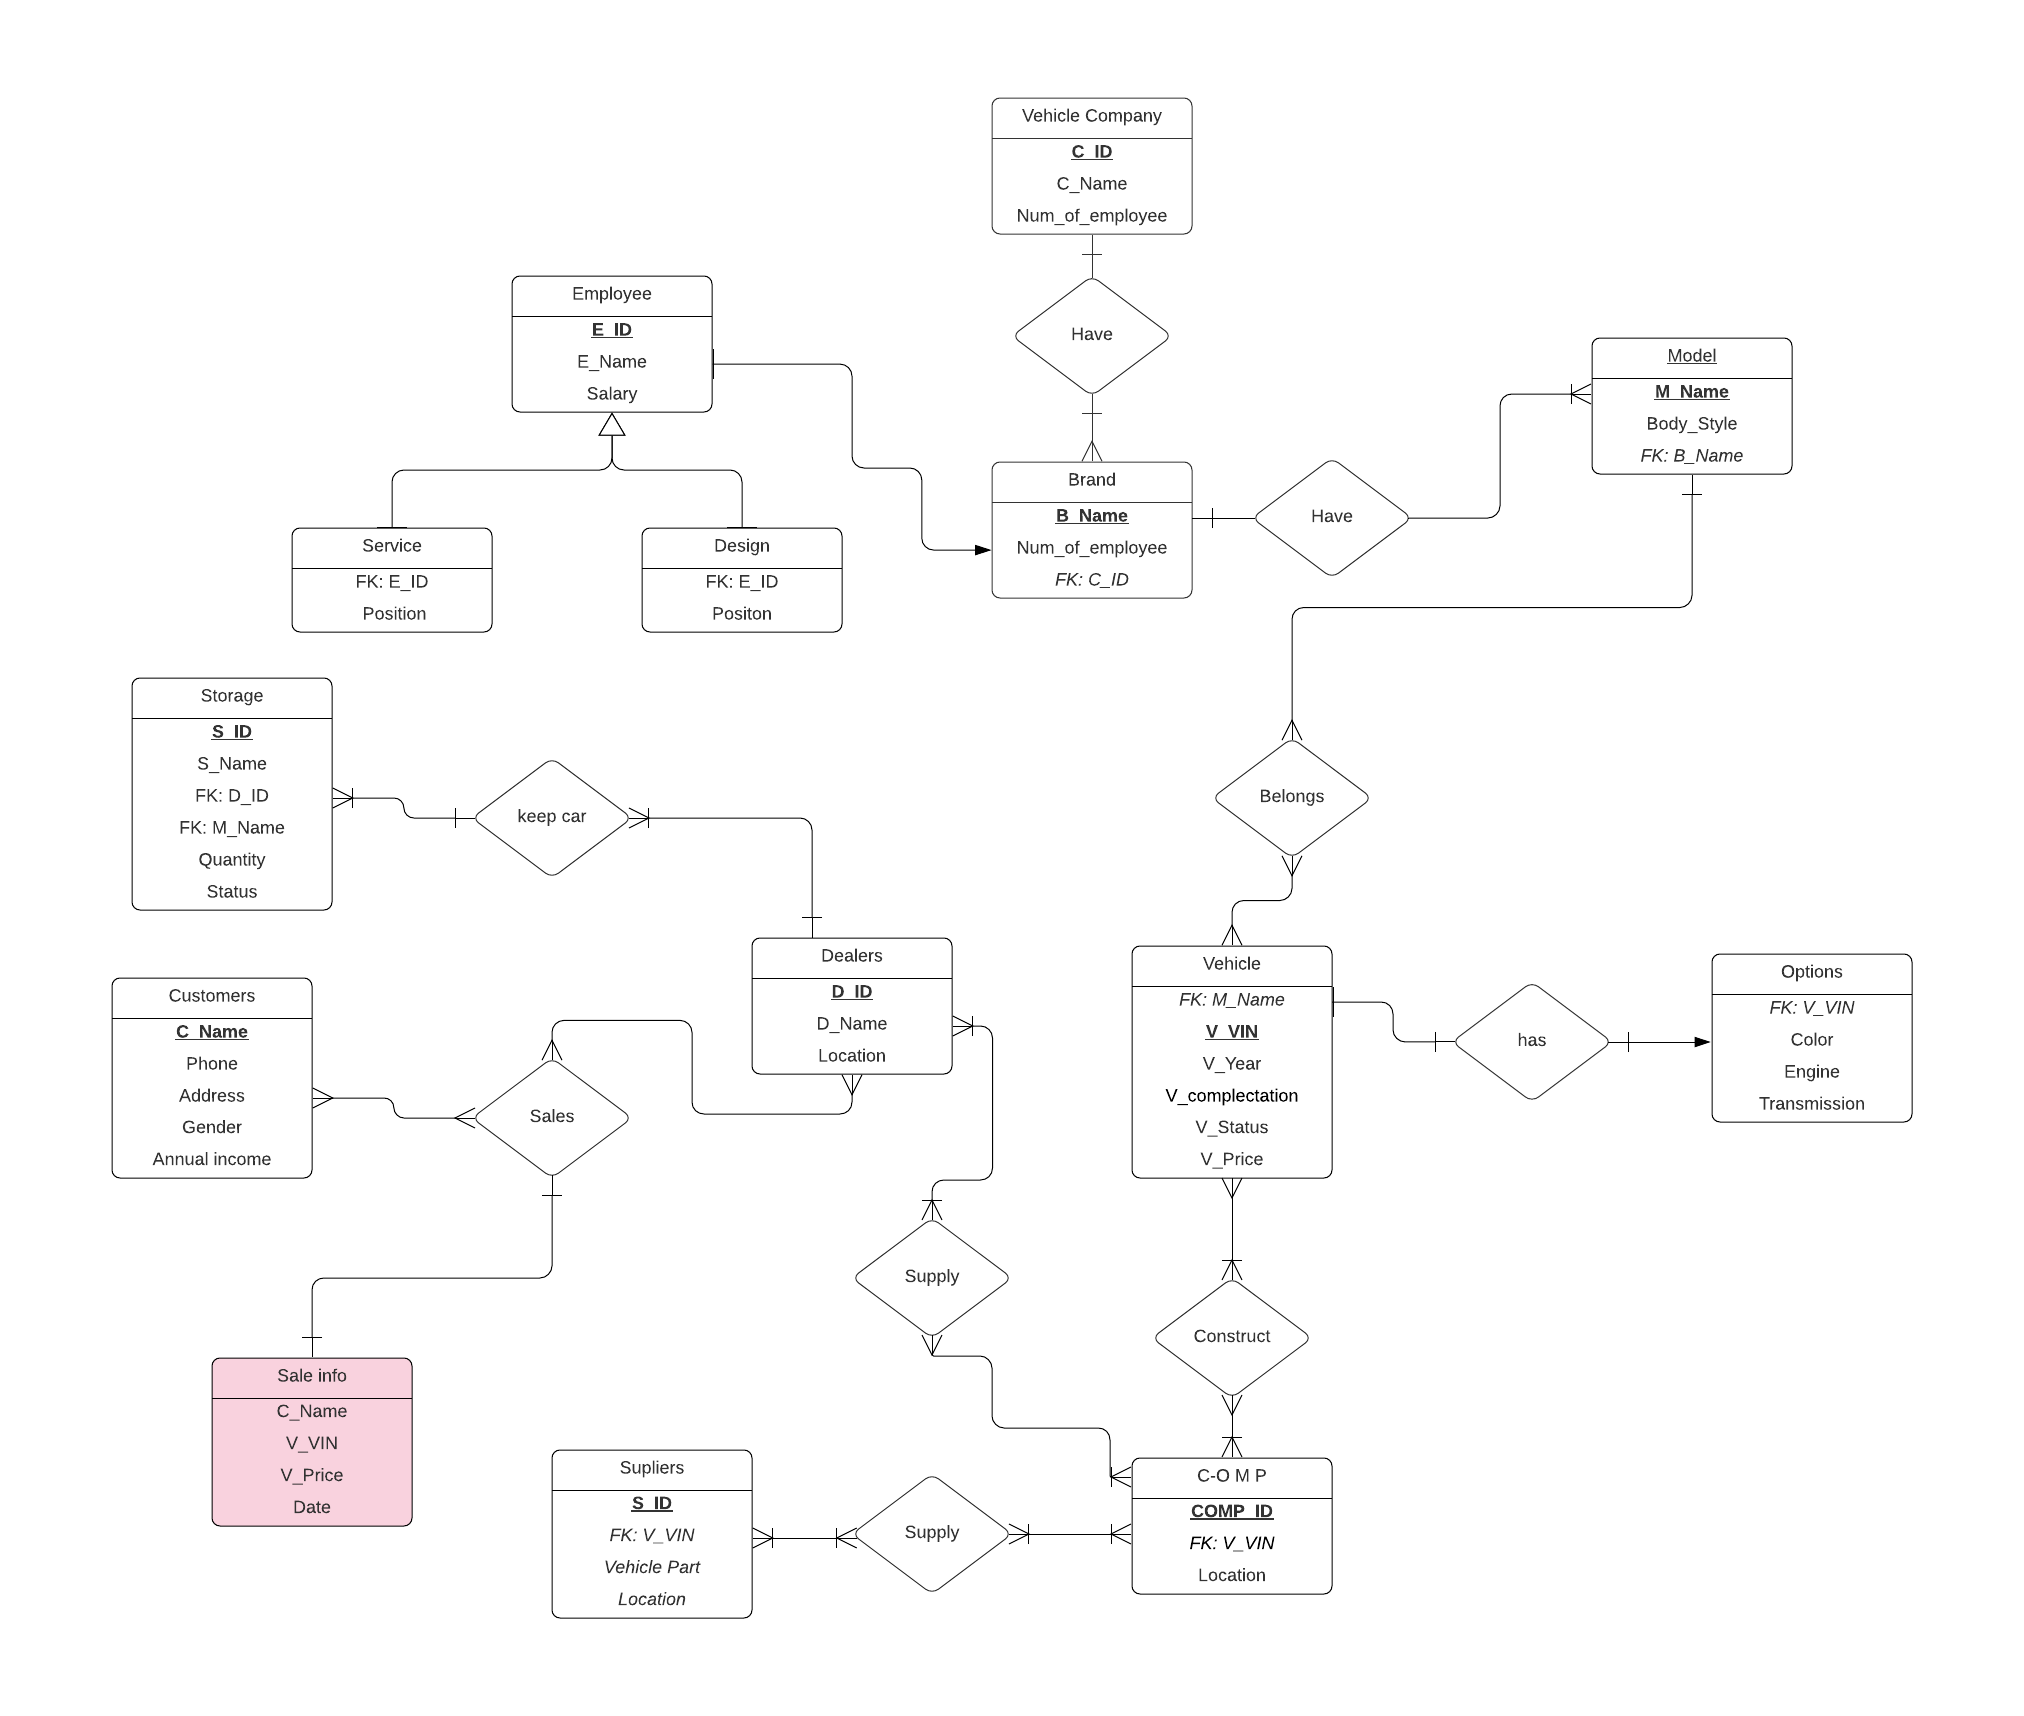 Vehicle Company
C_ID
C_Name
Num_of_employee
Have
Employee
E_ID
E_Name
Salary
Model
M_Name
Body_Style
FK: B_Name
Brand
B_Name
Num_of_employee
FK: C_ID
Have
Service
FK: E_ID
Position
Design
FK: E_ID
Positon
Storage
S_ID
S_Name
FK: D_ID
FK: M_Name
Quantity
Status
keep car
Belongs
Dealers
D_ID
D_Name
Location
Vehicle
FK: M_Name
V_VIN
V_Year
V_complectation
V_Status
V_Price
has
Options
FK: V_VIN
Color
Engine
Transmission
Customers
C_Name
Phone
Address
Gender
Annual income
Sales
Supply
Construct
Sale info
C_Name
V_VIN
V_Price
Date
Supliers
S_ID
FK: V_VIN
Vehicle Part
Location
Supply
C-O M P
COMP_ID
FK: V_VIN
Location